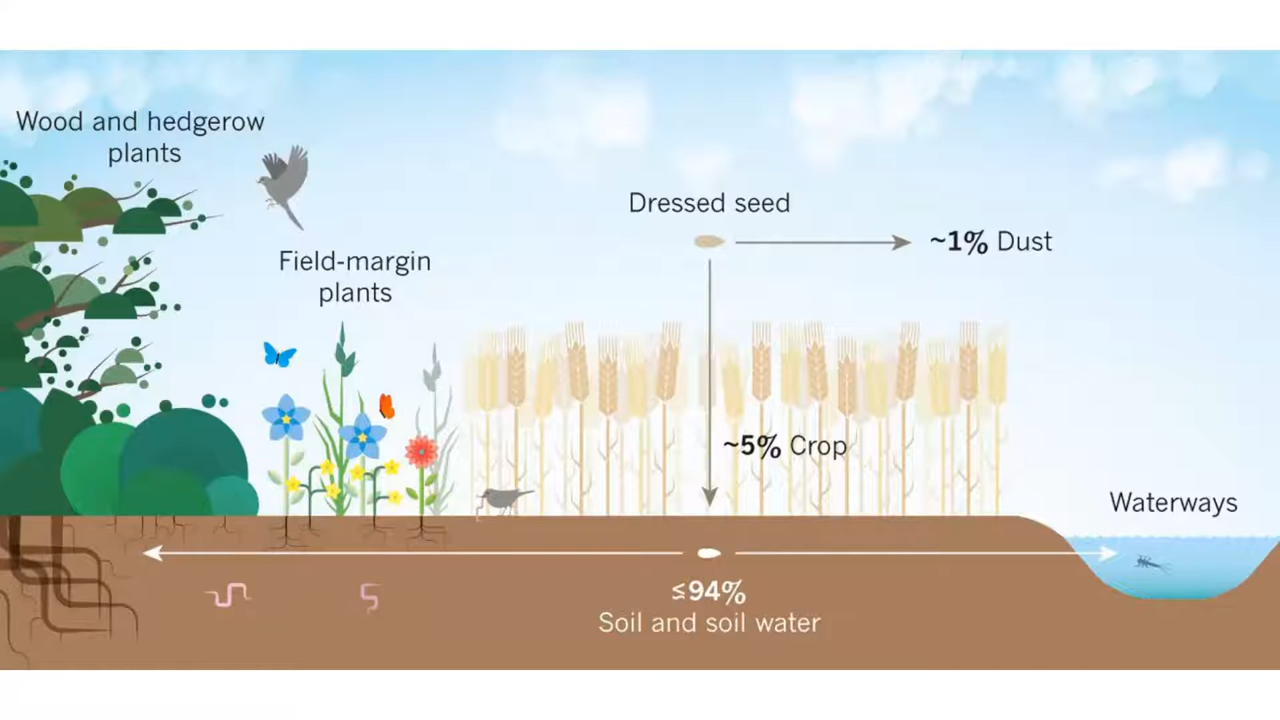 Wood and hedgerow
plants
Dressed seed
~1% Dust
Field-margin
plants
~5% Crop
Waterways
≤94%
Soil and soil water